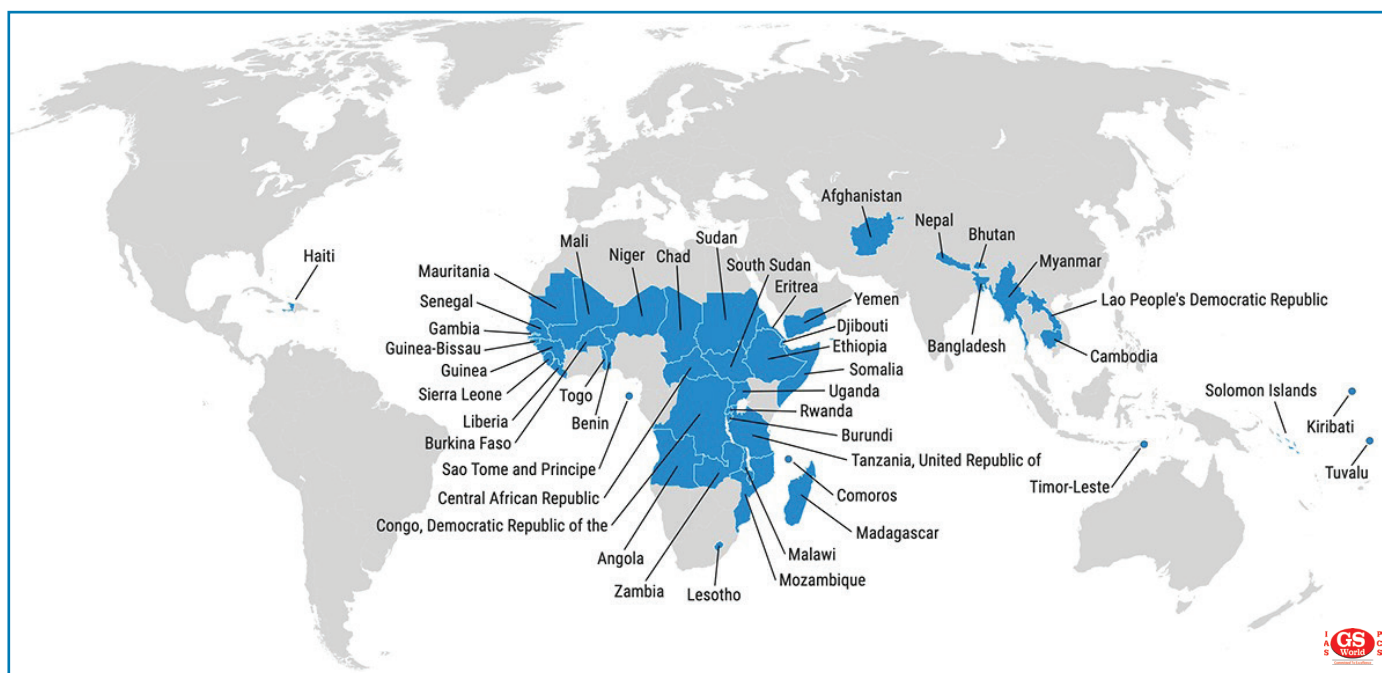 Haiti
Mauritania
Senegal
Gambia
Guinea-Bissau
Guinea
Sierra Leone
Liberia
Burkina Faso
Togo
Benin
Sao Tome and Principe
Central African Republic
Congo, Democratic Republic of the
Angola
Zambia
Lesotho
Mali
Niger
Chad
Sudan
South Sudan
Eritrea
Yemen
Djibouti
Ethiopia
Somalia
Uganda
Rwanda
Burundi
Tanzania, United Republic of
Comoros
Madagascar
Malawi
Mozambique
Afghanistan
Nepal
Bhutan
Myanmar
Lao People's Democratic Republic
Bangladesh
Cambodia
Solomon Islands
Kiribati
Tuvalu
Timor-Leste
IAS
GS
World
PCS